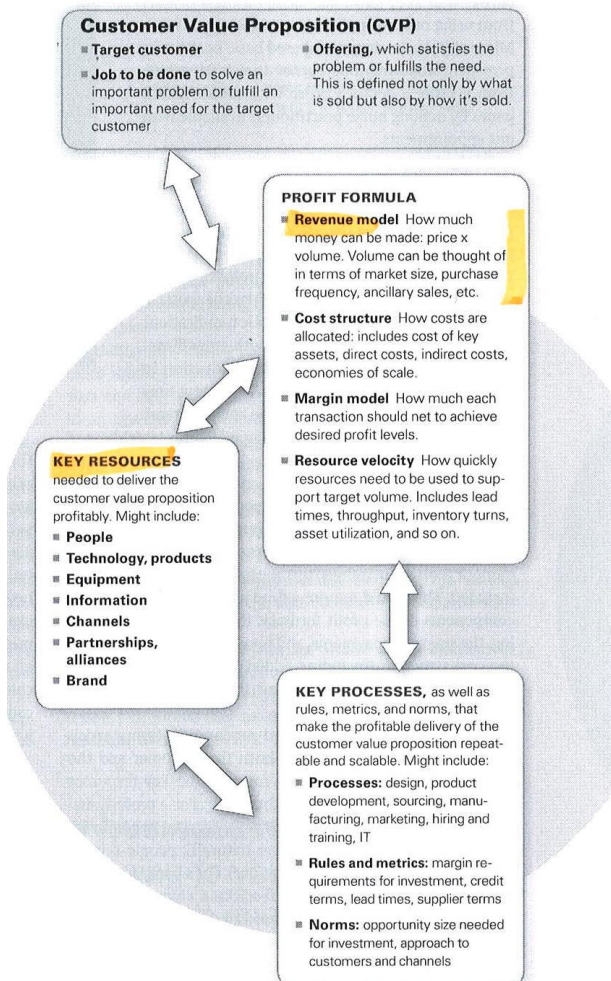 Customer Value Proposition (CVP)
Target customer
Job to be done to solve an
important problem or fulfill an
important need for the target
customer
Offering, which satisfies the
problem or fulfills the need.
This is defined not only by what
is sold but also by how it's sold.
PROFIT FORMULA
Revenue model How much
money can be made: price x
volume. Volume can be thought of
in terms of market size, purchase
frequency, ancillary sales, etc.
Cost structure How costs are
allocated: includes cost of key
assets, direct costs, indirect costs,
economies of scale.
Margin model How much each
transaction should net to achieve
desired profit levels.
Resource velocity How quickly
resources need to be used to sup-
port target volume. Includes lead
times, throughput, inventory turns,
asset utilization, and so on.
KEY RESOURCES
needed to deliver the
customer value proposition
profitably. Might include:
People
Technology, products
Equipment
Information
Channels
Partnerships,
alliances
Brand
KEY PROCESSES, as well as
rules, metrics, and norms, that
make the profitable delivery of the
customer value proposition repeat-
able and scalable. Might include:
Processes: design, product
development, sourcing, manu-
facturing, marketing, hiring and
training, IT
Rules and metrics: margin re-
quirements for investment, credit
terms, lead times, supplier terms
Norms: opportunity size needed
for investment, approach to
customers and channels